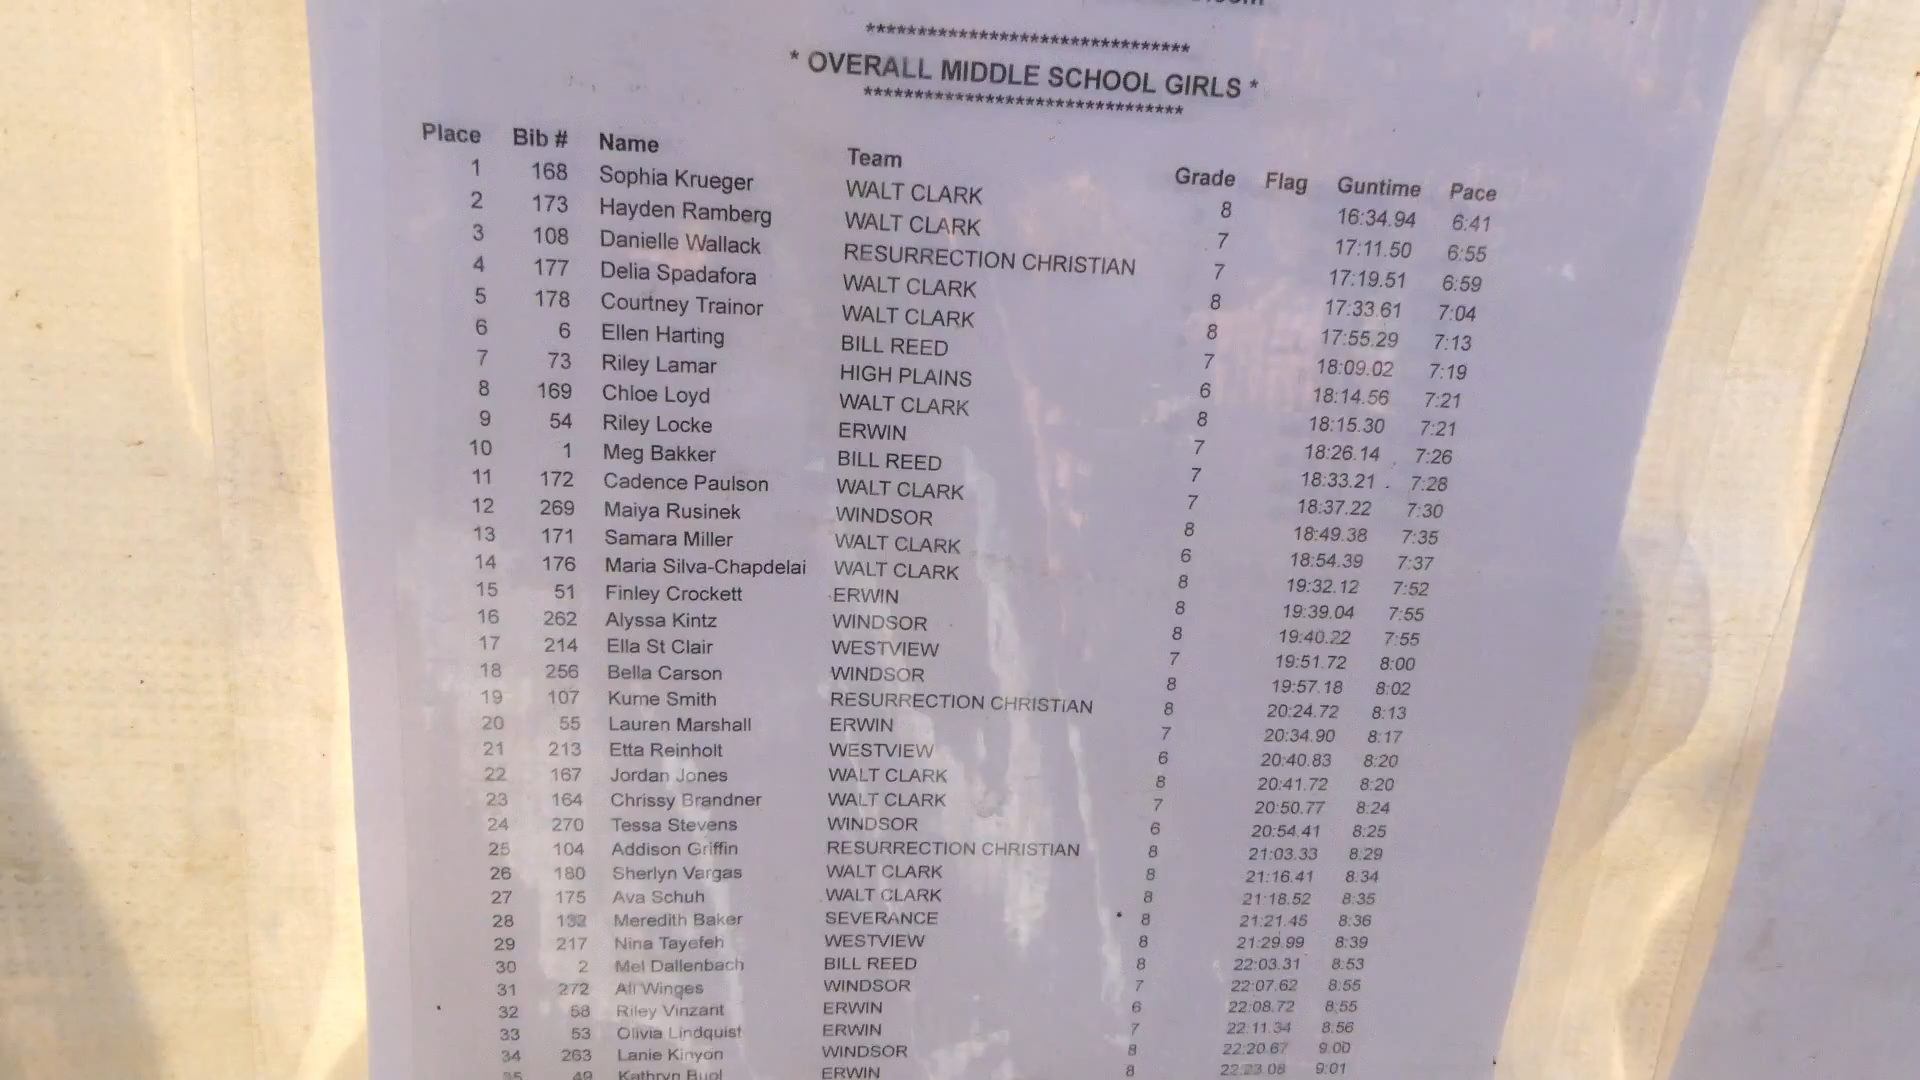 *******************************
* OVERALL MIDDLE SCHOOL GIRLS *
*******************************
Place Bib # Name Team Grade Flag Guntime Pace
1 168 Sophia Krueger WALT CLARK 8 16:34.94 6:41
2 173 Hayden Ramberg WALT CLARK 7 17:11.50 6:55
3 108 Danielle Wallack RESURRECTION CHRISTIAN 7 17:19.51 6:59
4 177 Delia Spadafora WALT CLARK 8 17:33.61 7:04
5 178 Courtney Trainor WALT CLARK 8 17:55.29 7:13
6 6 Ellen Harting BILL REED 7 18:09.02 7:19
7 73 Riley Lamar HIGH PLAINS 6 18:14.56 7:21
8 169 Chloe Loyd WALT CLARK 8 18:15.30 7:21
9 54 Riley Locke ERWIN 7 18:26.14 7:26
10 1 Meg Bakker BILL REED 7 18:33.21 7:28
11 172 Cadence Paulson WALT CLARK 7 18:37.22 7:30
12 269 Maiya Rusinek WINDSOR 8 18:49.38 7:35
13 171 Samara Miller WALT CLARK 6 18:54.39 7:37
14 176 Maria Silva-Chapdelai WALT CLARK 8 19:32.12 7:52
15 51 Finley Crockett ERWIN 8 19:39.04 7:55
16 262 Alyssa Kintz WINDSOR 8 19:40.22 7:55
17 214 Ella St Clair WESTVIEW 7 19:51.72 8:00
18 256 Bella Carson WINDSOR 8 19:57.18 8:02
19 107 Kume Smith RESURRECTION CHRISTIAN 8 20:24.72 8:13
20 55 Lauren Marshall ERWIN 7 20:34.90 8:17
21 213 Etta Reinholt WESTVIEW 6 20:40.83 8:20
22 167 Jordan Jones WALT CLARK 8 20:41.72 8:20
23 164 Chrissy Brandner WALT CLARK 7 20:50.77 8:24
24 270 Tessa Stevens WINDSOR 6 20:54.41 8:25
25 104 Addison Griffin RESURRECTION CHRISTIAN 8 21:03.33 8:29
26 180 Sherlyn Vargas WALT CLARK 8 21:16.41 8:34
27 175 Ava Schuh WALT CLARK 8 21:18.52 8:35
28 132 Meredith Baker SEVERANCE 8 21:21.45 8:36
29 217 Nina Tayefeh WESTVIEW 8 21:29.99 8:39
30 2 Mel Dallenbach BILL REED 8 22:03.31 8:53
31 272 Ali Winges WINDSOR 7 22:07.62 8:55
32 58 Riley Vinzant ERWIN 6 22:08.72 8:55
33 53 Olivia Lindquist ERWIN 7 22:11.34 8:56
34 263 Lanie Kinyon WINDSOR 8 22:20.67 9:00
35 49 Kathryn ERWIN 8 22:23.08 9:01